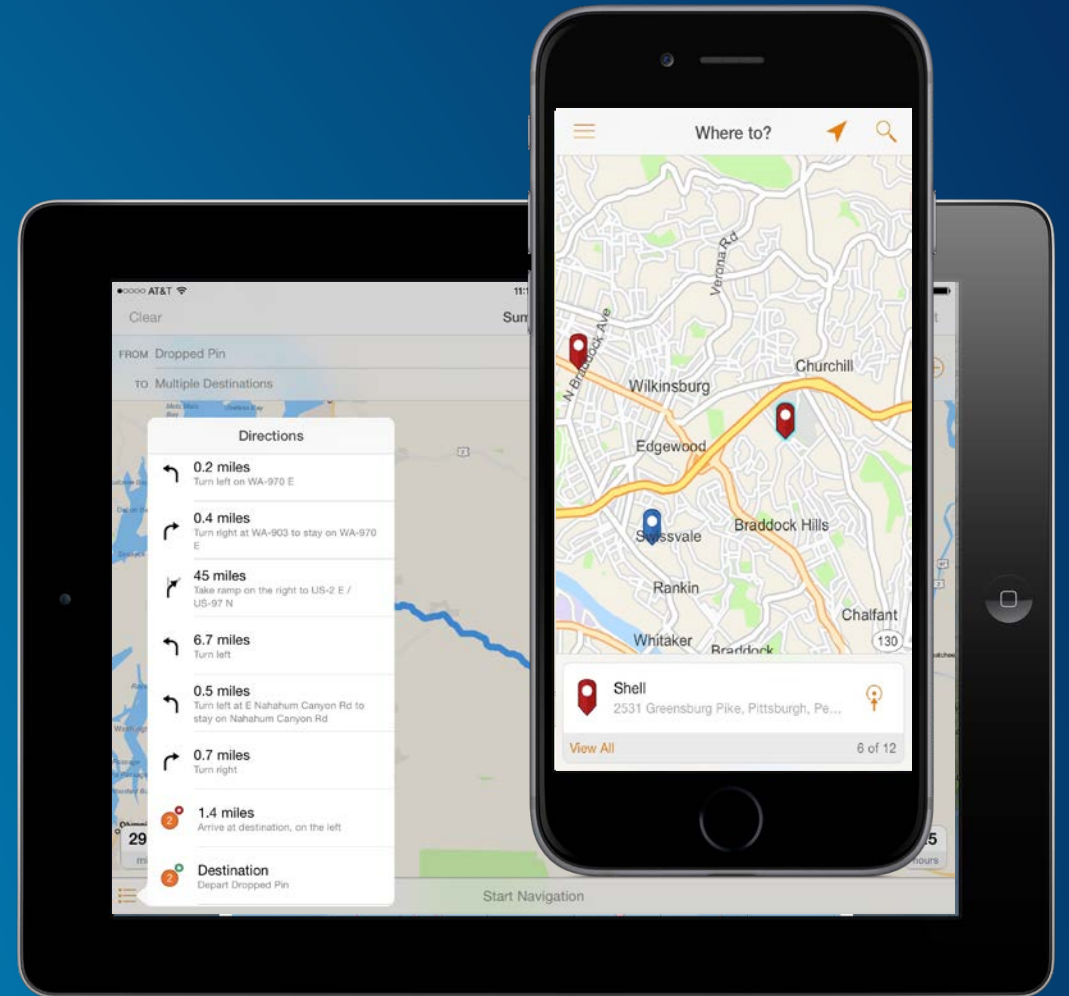 AT&T
11:1
Clear
Sum
FROM Dropped Pin
TO Multiple Destinations
Directions
0.2 miles
Turn left on WA-970 E
0.4 miles
Turn right at WA-903 to stay on WA-970
E
45 miles
Take ramp on the right to US-2 E /
US-97 N
6.7 miles
Turn left
0.5 miles
Turn left at E Nahahum Canyon Rd to
stay on Nahahum Canyon Rd
0.7 miles
Turn right
2
1.4 miles
Arrive at destination, on the left
2
Destination
Depart Dropped Pin
29
.5
hours
Start Navigation
Where to?
Verona Rd
N Braddock Ave
Churchill
Wilkinsburg
Edgewood
Braddock Hills
Swissvale
Rankin
Chalfant
Whitaker
130
Braddock
Shell
2531 Greensburg Pike, Pittsburgh, Pe...
View All
6 of 12